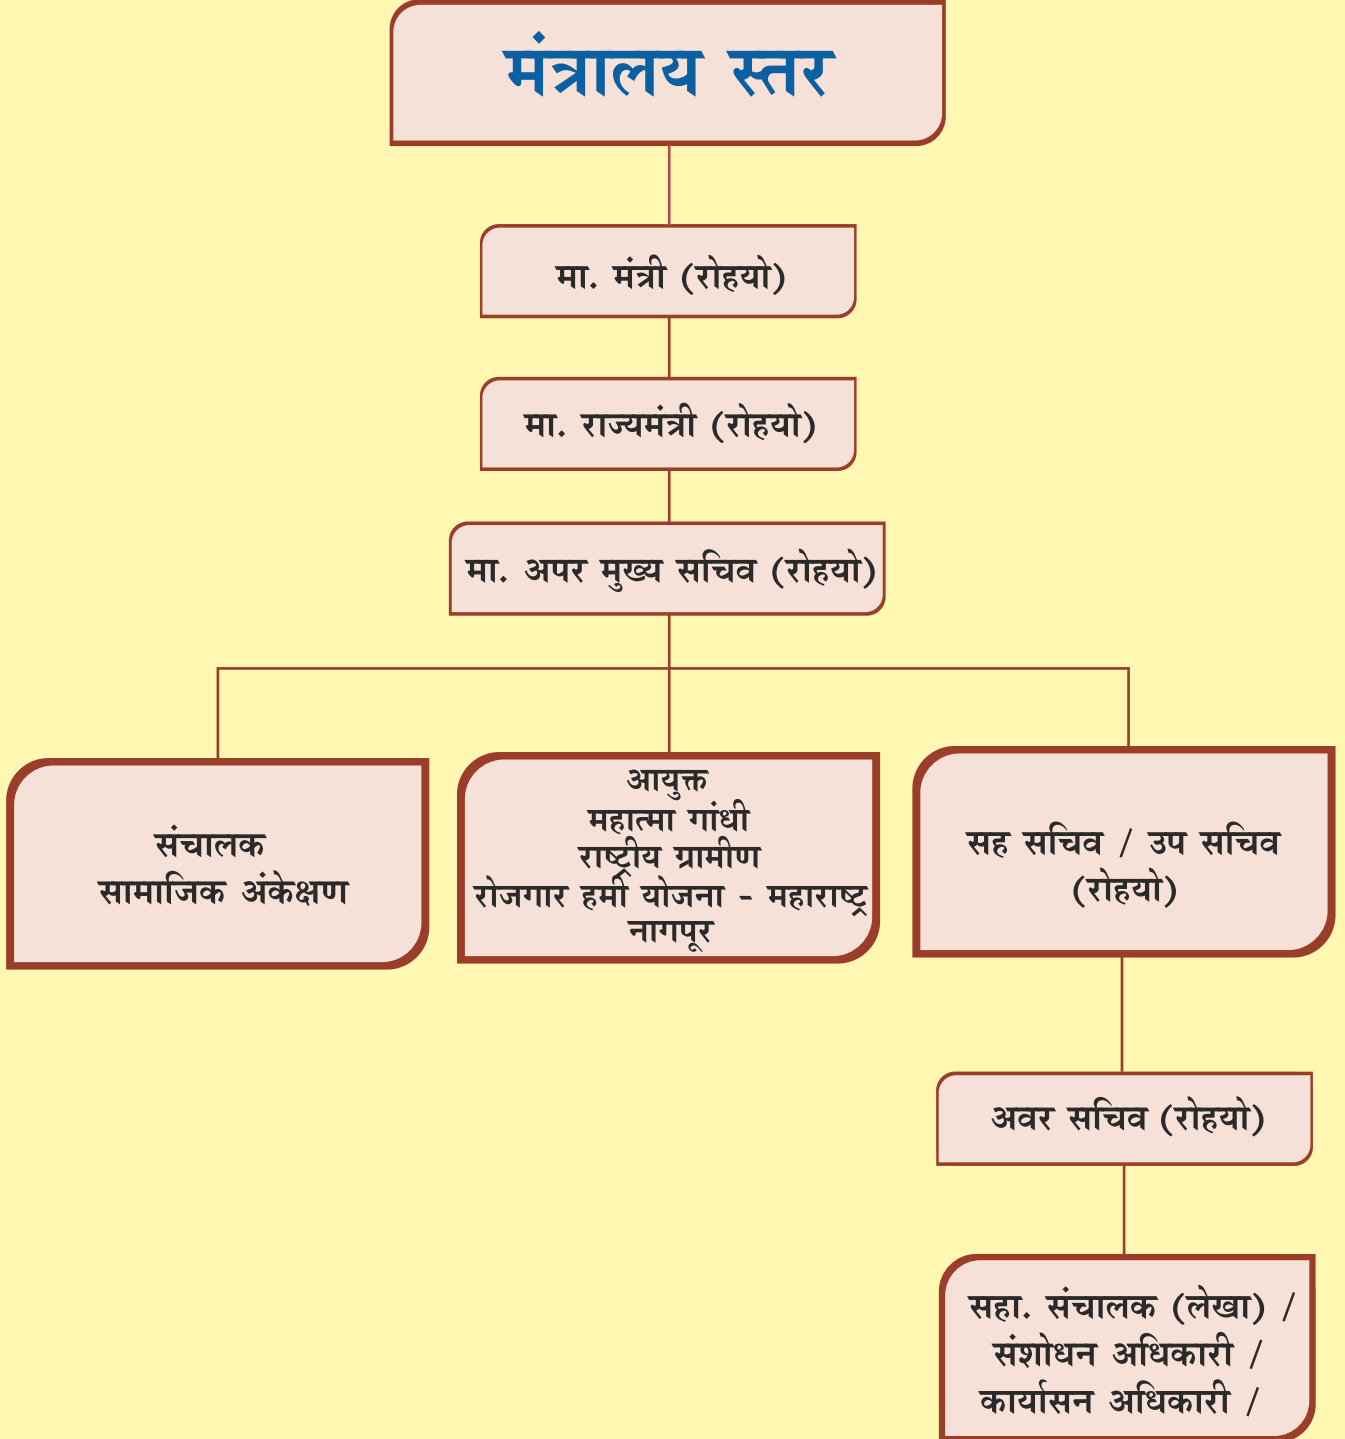 मंत्रालय स्तर
मा. मंत्री (रोहयो)
मा. राज्यमंत्री (रोहयो)
मा. अपर मुख्य सचिव (रोहयो)
संचालक
सामाजिक अंकेक्षण
आयुक्त
महात्मा गांधी
राष्ट्रीय ग्रामीण
रोजगार हमी योजना - महाराष्ट्र
नागपूर
सह सचिव / उप सचिव
(रोहयो)
अवर सचिव (रोहयो)
सहा. संचालक (लेखा) /
संशोधन अधिकारी /
कार्यासन अधिकारी /